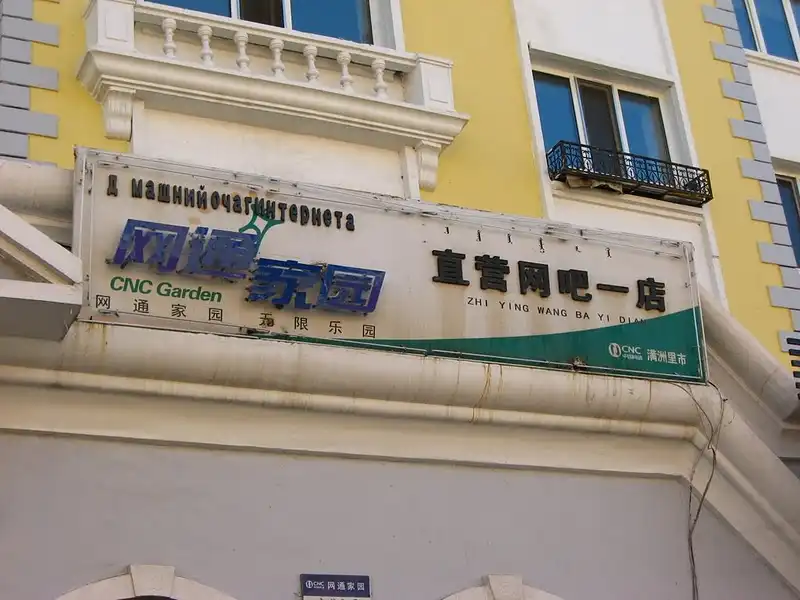 Д машнийочагинтернета
网通家园
CNC Garden
网通家园 无限乐园
直营网吧一店
ZHI YING WANG BA YI DIAN
CNC
满洲里市
CNC 网通家园